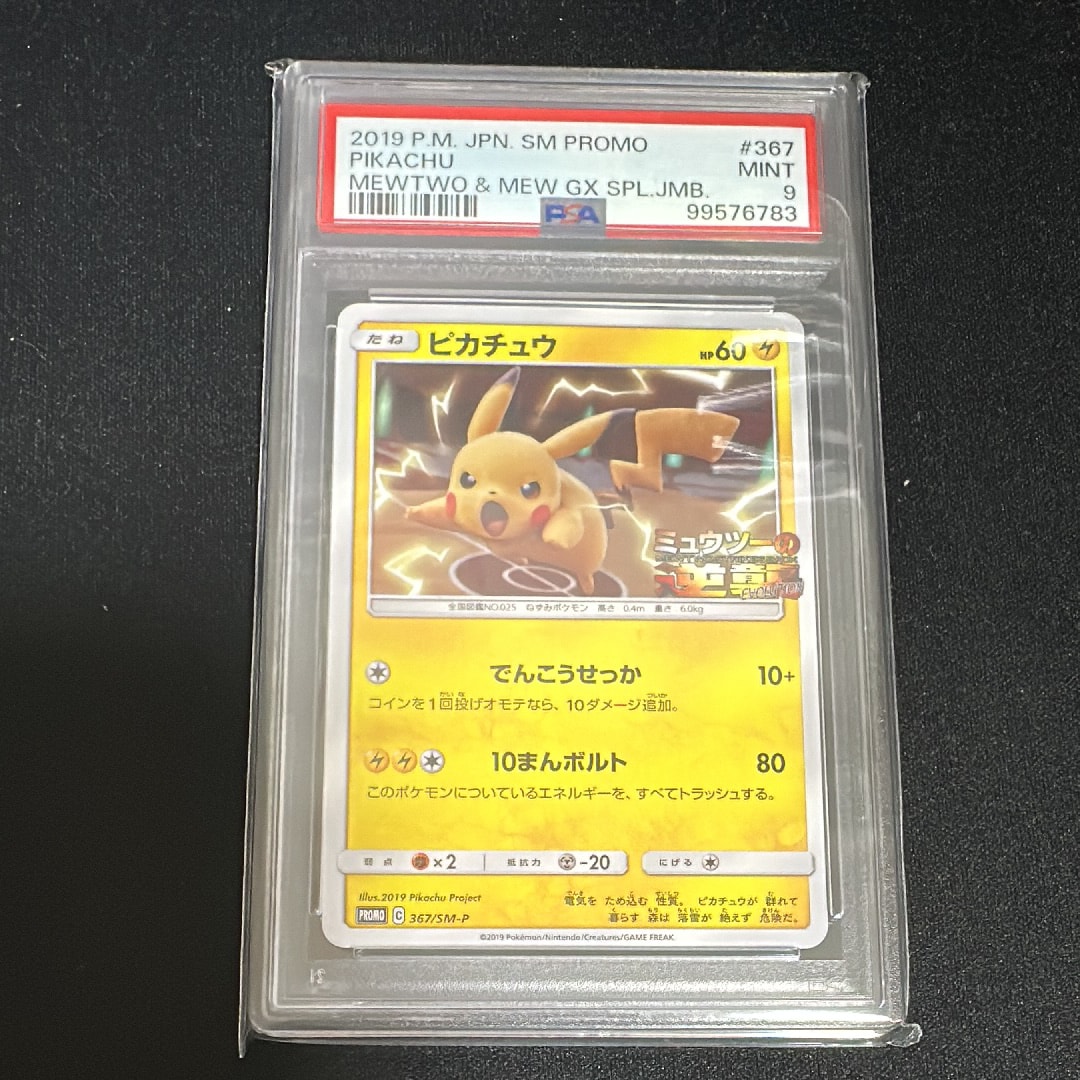 2019 P.M. JPN. SM PROMO #367
PIKACHU MINT
MEWTWO & MEW GX SPL.JMB. 9
PSA 99576783
たね ピカチュウ HP60
ミュウツーの
逆襲
EVOLUTION
全国図鑑NO.025 ねずみポケモン 高さ 0.4m 重さ 6.0kg
でんこうせっか 10+
コインを1回投げオモテなら、10ダメージ追加。
10まんボルト 80
このポケモンについているエネルギーを、すべてトラッシュする。
弱点 ×2 抵抗力 -20 にげる
Illus.2019 Pikachu Project
電気を ため込む 性質。 ピカチュウが 群れて
暮らす 森は 落雷が 絶えず 危険だ。
PROMO C 367/SM-P
©2019 Pokémon/Nintendo/Creatures/GAME FREAK.